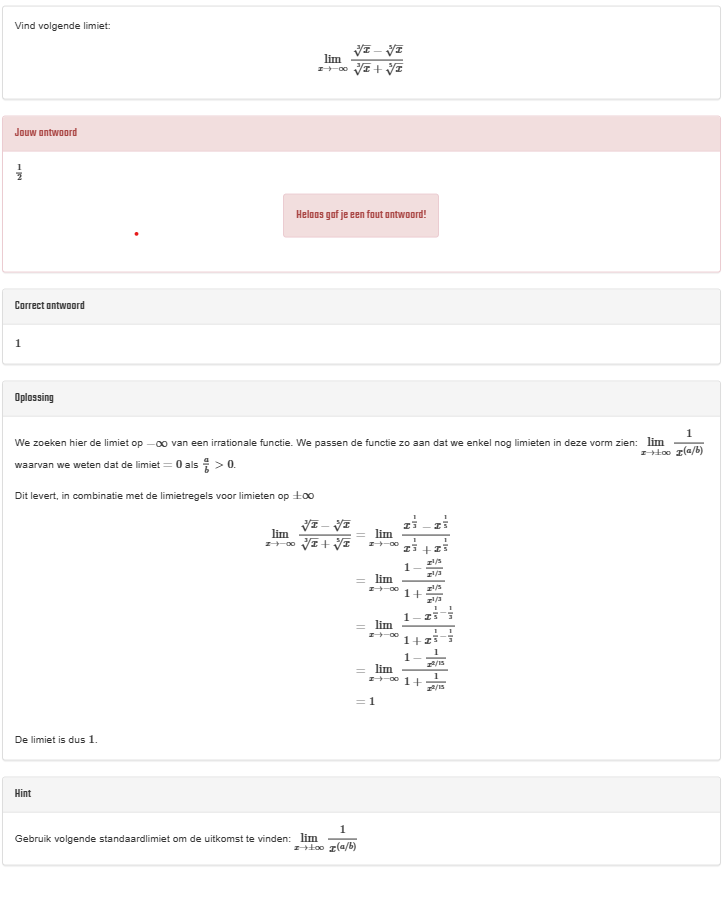 Vind volgende limiet:
$\lim_{x \to -\infty} \frac{\sqrt[3]{x} - \sqrt[5]{x}}{\sqrt[3]{x} + \sqrt[5]{x}}$
Jouw antwoord
$\frac{1}{2}$
Helaas gaf je een fout antwoord!
Correct antwoord
1
Oplossing
We zoeken hier de limiet op $-\infty$ van een irrationale functie. We passen de functie zo aan dat we enkel nog limieten in deze vorm zien: $\lim_{x \to \pm\infty} \frac{1}{x^{(a/b)}}$
waarvan we weten dat de limiet $= 0$ als $\frac{a}{b} > 0$.
Dit levert, in combinatie met de limietregels voor limieten op $\pm\infty$
$\lim_{x \to -\infty} \frac{\sqrt[3]{x} - \sqrt[5]{x}}{\sqrt[3]{x} + \sqrt[5]{x}} = \lim_{x \to -\infty} \frac{x^{\frac{1}{3}} - x^{\frac{1}{5}}}{x^{\frac{1}{3}} + x^{\frac{1}{5}}}$
$= \lim_{x \to -\infty} \frac{1 - \frac{x^{1/5}}{x^{1/3}}}{1 + \frac{x^{1/5}}{x^{1/3}}}$
$= \lim_{x \to -\infty} \frac{1 - x^{\frac{1}{5} - \frac{1}{3}}}{1 + x^{\frac{1}{5} - \frac{1}{3}}}$
$= \lim_{x \to -\infty} \frac{1 - \frac{1}{x^{2/15}}}{1 + \frac{1}{x^{2/15}}}$
$= 1$
De limiet is dus 1.
Hint
Gebruik volgende standaardlimiet om de uitkomst te vinden: $\lim_{x \to \pm\infty} \frac{1}{x^{(a/b)}}$